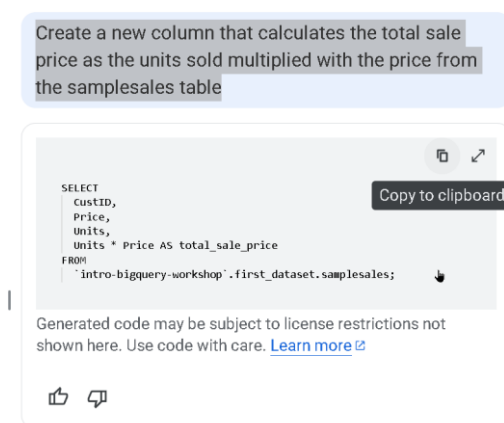 Create a new column that calculates the total sale
price as the units sold multiplied with the price from
the samplesales table
Copy to clipboard
SELECT
CustID,
Price,
Units,
Units * Price AS total_sale_price
FROM
`intro-bigquery-workshop`.first_dataset.samplesales;
Generated code may be subject to license restrictions not
shown here. Use code with care. Learn more